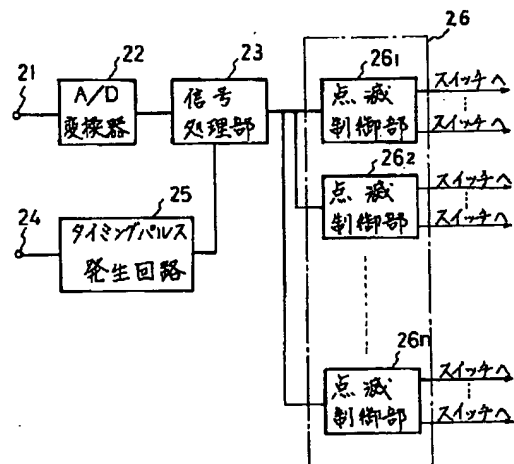 26
21
22
23
26₁
A/D
変換器
信号
処理部
点滅
制御部
スイッチへ
スイッチへ
26₂
点滅
制御部
スイッチへ
スイッチへ
24
25
タイミングパルス
発生回路
26n
点滅
制御部
スイッチへ
スイッチへ